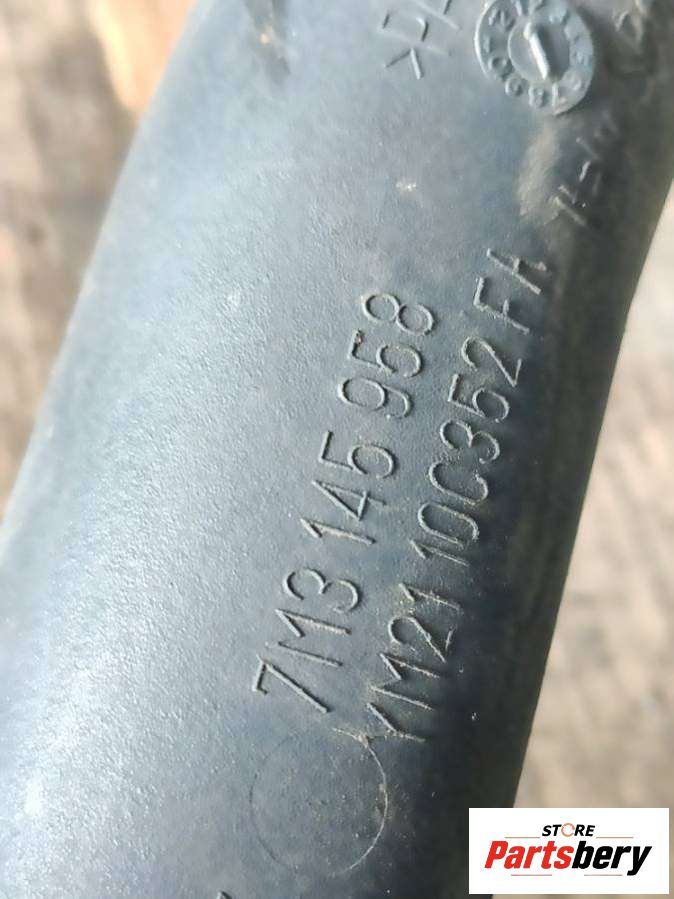 7M3 145 958
YM21 10C352 FA
STORE
Partsbery